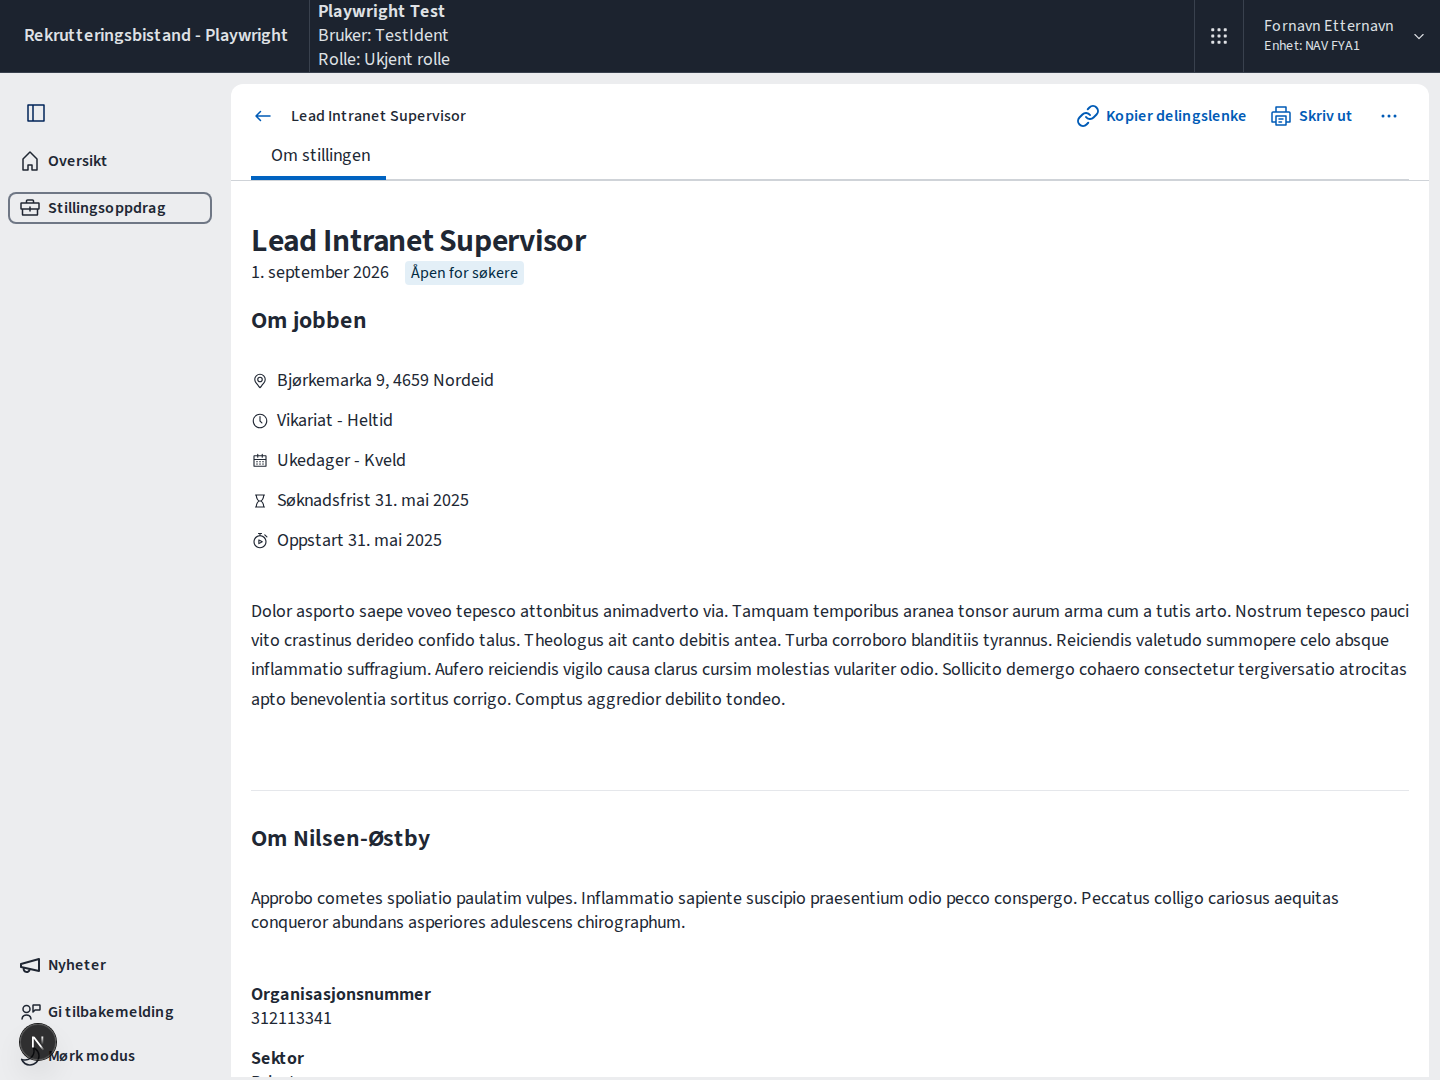 Rekrutteringsbistand - Playwright
Playwright Test
Bruker: TestIdent
Rolle: Ukjent rolle
Fornavn Etternavn
Enhet: NAV FYA1
Oversikt
Stillingsoppdrag
Nyheter
Gi tilbakemelding
Mørk modus
Lead Intranet Supervisor
Kopier delingslenke
Skriv ut
Om stillingen
Lead Intranet Supervisor
1. september 2026
Åpen for søkere
Om jobben
Bjørkemarka 9, 4659 Nordeid
Vikariat - Heltid
Ukedager - Kveld
Søknadsfrist 31. mai 2025
Oppstart 31. mai 2025
Dolor asporto saepe voveo tepesco attonbitus animadverto via. Tamquam temporibus aranea tonsor aurum arma cum a tutis arto. Nostrum tepesco pauci
vito crastinus derideo confido talus. Theologus ait canto debitis antea. Turba corroboro blanditiis tyrannus. Reiciendis valetudo summopere celo absque
inflammatio suffragium. Aufero reiciendis vigilo causa clarus cursim molestias vulariter odio. Sollicito demergo cohaero consectetur tergiversatio atrocitas
apto benevolentia sortitus corrigo. Comptus aggredior debilito tondeo.
Om Nilsen-Østby
Approbo cometes spoliatio paulatim vulpes. Inflammatio sapiente suscipio praesentium odio pecco conspergo. Peccatus colligo cariosus aequitas
conqueror abundans asperiores adulescens chirographum.
Organisasjonsnummer
312113341
Sektor